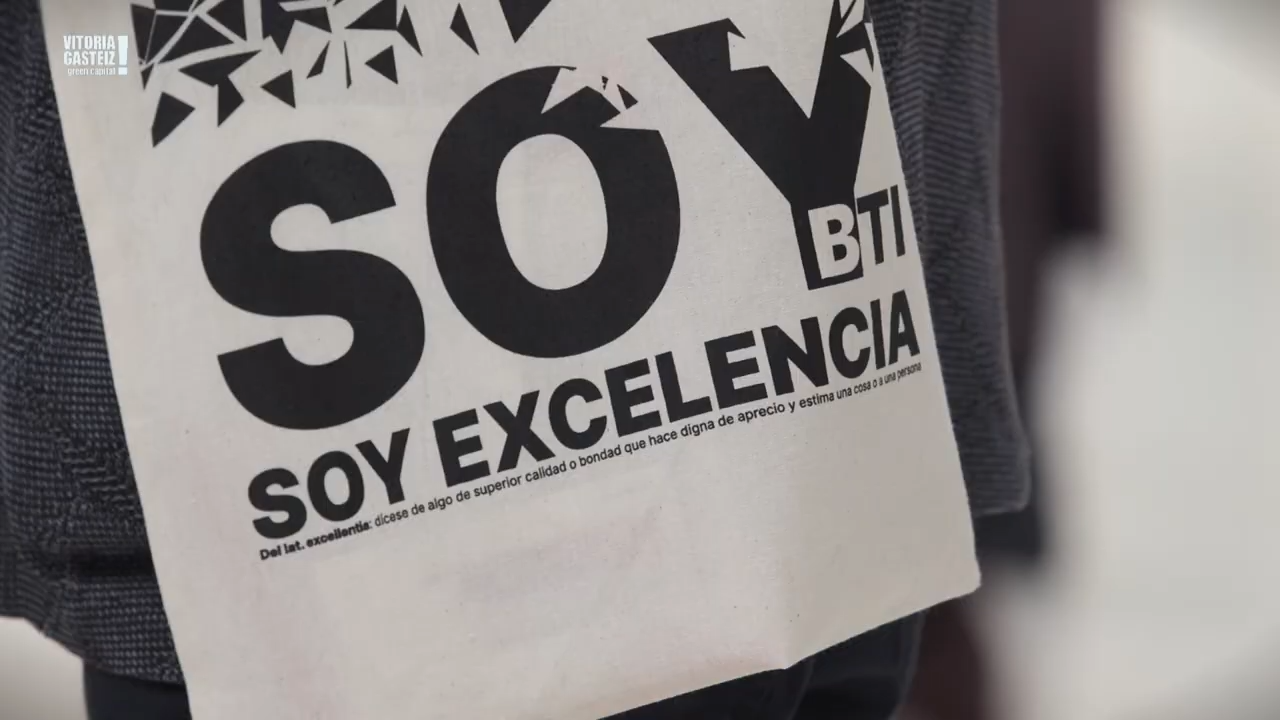 VITORIA
GASTEIZ
green capital
SOY
BTI
SOY EXCELENCIA
Del lat. excellentia: dícese de algo de superior calidad o bondad que hace digna de aprecio y estima una cosa o a una persona